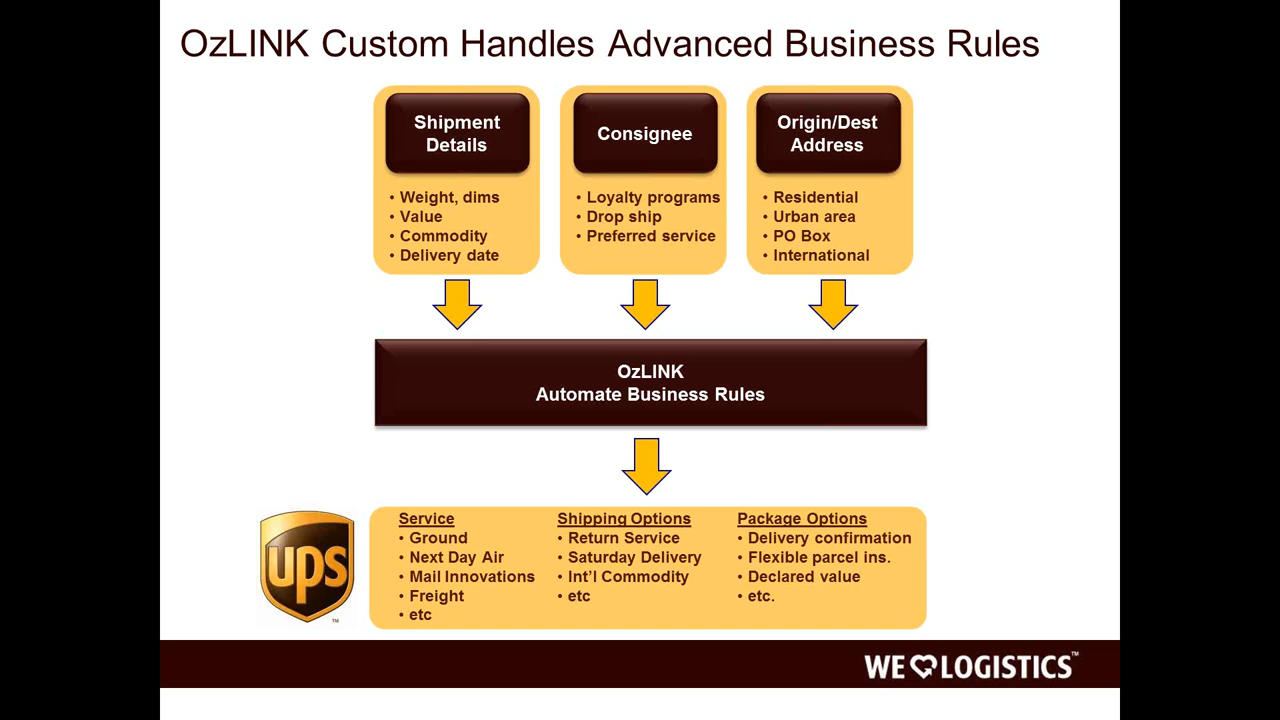 OzLINK Custom Handles Advanced Business Rules
Shipment
Details
• Weight, dims
• Value
• Commodity
• Delivery date
Consignee
• Loyalty programs
• Drop ship
• Preferred service
Origin/Dest
Address
• Residential
• Urban area
• PO Box
• International
OzLINK
Automate Business Rules
ups
TM
Service
• Ground
• Next Day Air
• Mail Innovations
• Freight
• etc
Shipping Options
• Return Service
• Saturday Delivery
• Int'l Commodity
• etc
Package Options
• Delivery confirmation
• Flexible parcel ins.
• Declared value
• etc.
WE LOGISTICS™